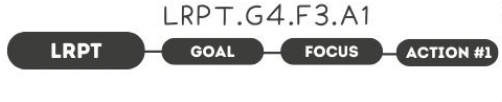 LRPT.G4.F3.A1
LRPT GOAL FOCUS ACTION #1